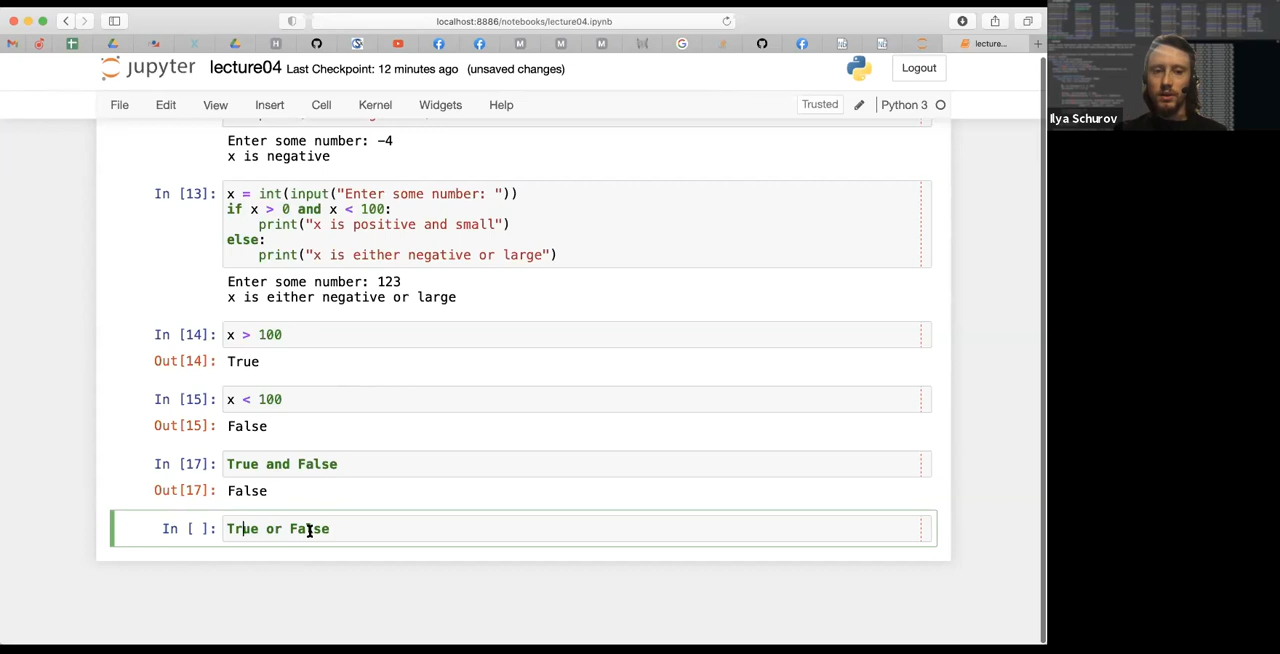 localhost:8886/notebooks/lecture04.ipynb
lecture...
jupyter lecture04 Last Checkpoint: 12 minutes ago (unsaved changes)
Logout
File Edit View Insert Cell Kernel Widgets Help
Trusted
Python 3
Enter some number: -4
x is negative
In [13]: x = int(input("Enter some number: "))
if x > 0 and x < 100:
print("x is positive and small")
else:
print("x is either negative or large")
Enter some number: 123
x is either negative or large
In [14]: x > 100
Out[14]: True
In [15]: x < 100
Out[15]: False
In [17]: True and False
Out[17]: False
In [ ]: True or False
Ilya Schurov